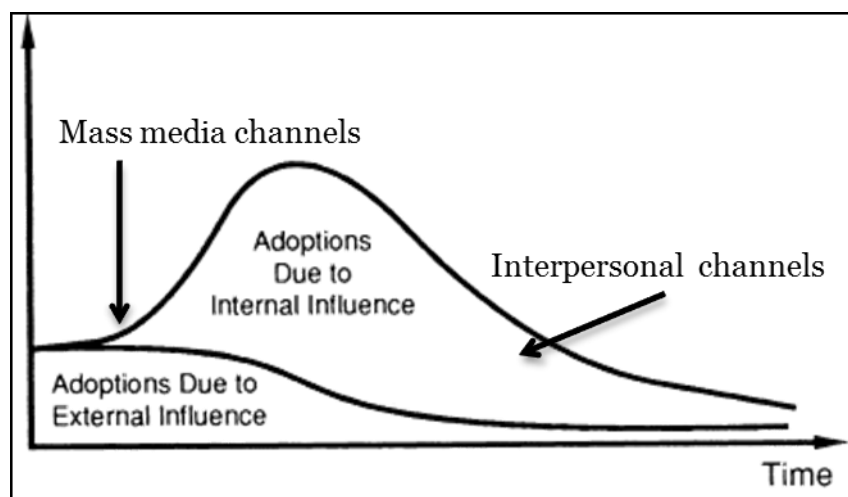 Mass media channels
Adoptions
Due to
Internal Influence
Interpersonal channels
Adoptions Due to
External Influence
Time